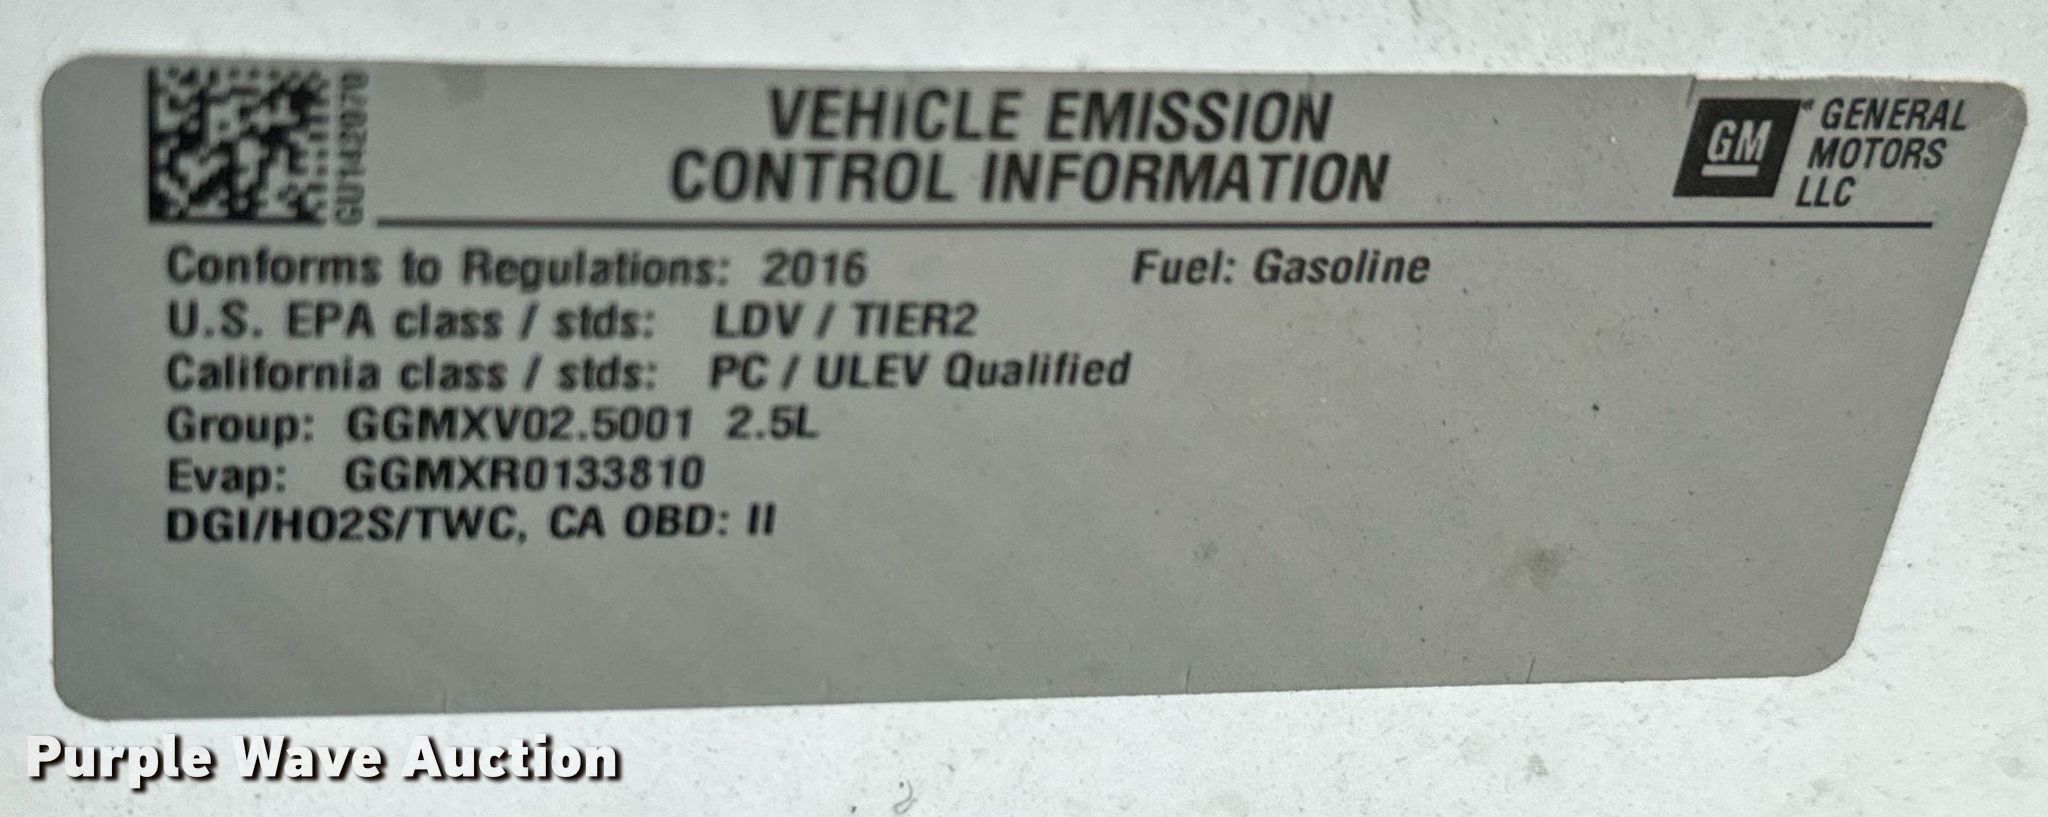 GU1142070
VEHICLE EMISSION
CONTROL INFORMATION
GM
GENERAL
MOTORS
LLC
Conforms to Regulations: 2016 Fuel: Gasoline
U.S. EPA class / stds: LDV / TIER2
California class / stds: PC / ULEV Qualified
Group: GGMXV02.5001 2.5L
Evap: GGMXR0133810
DGI/HO2S/TWC, CA OBD: II
Purple Wave Auction